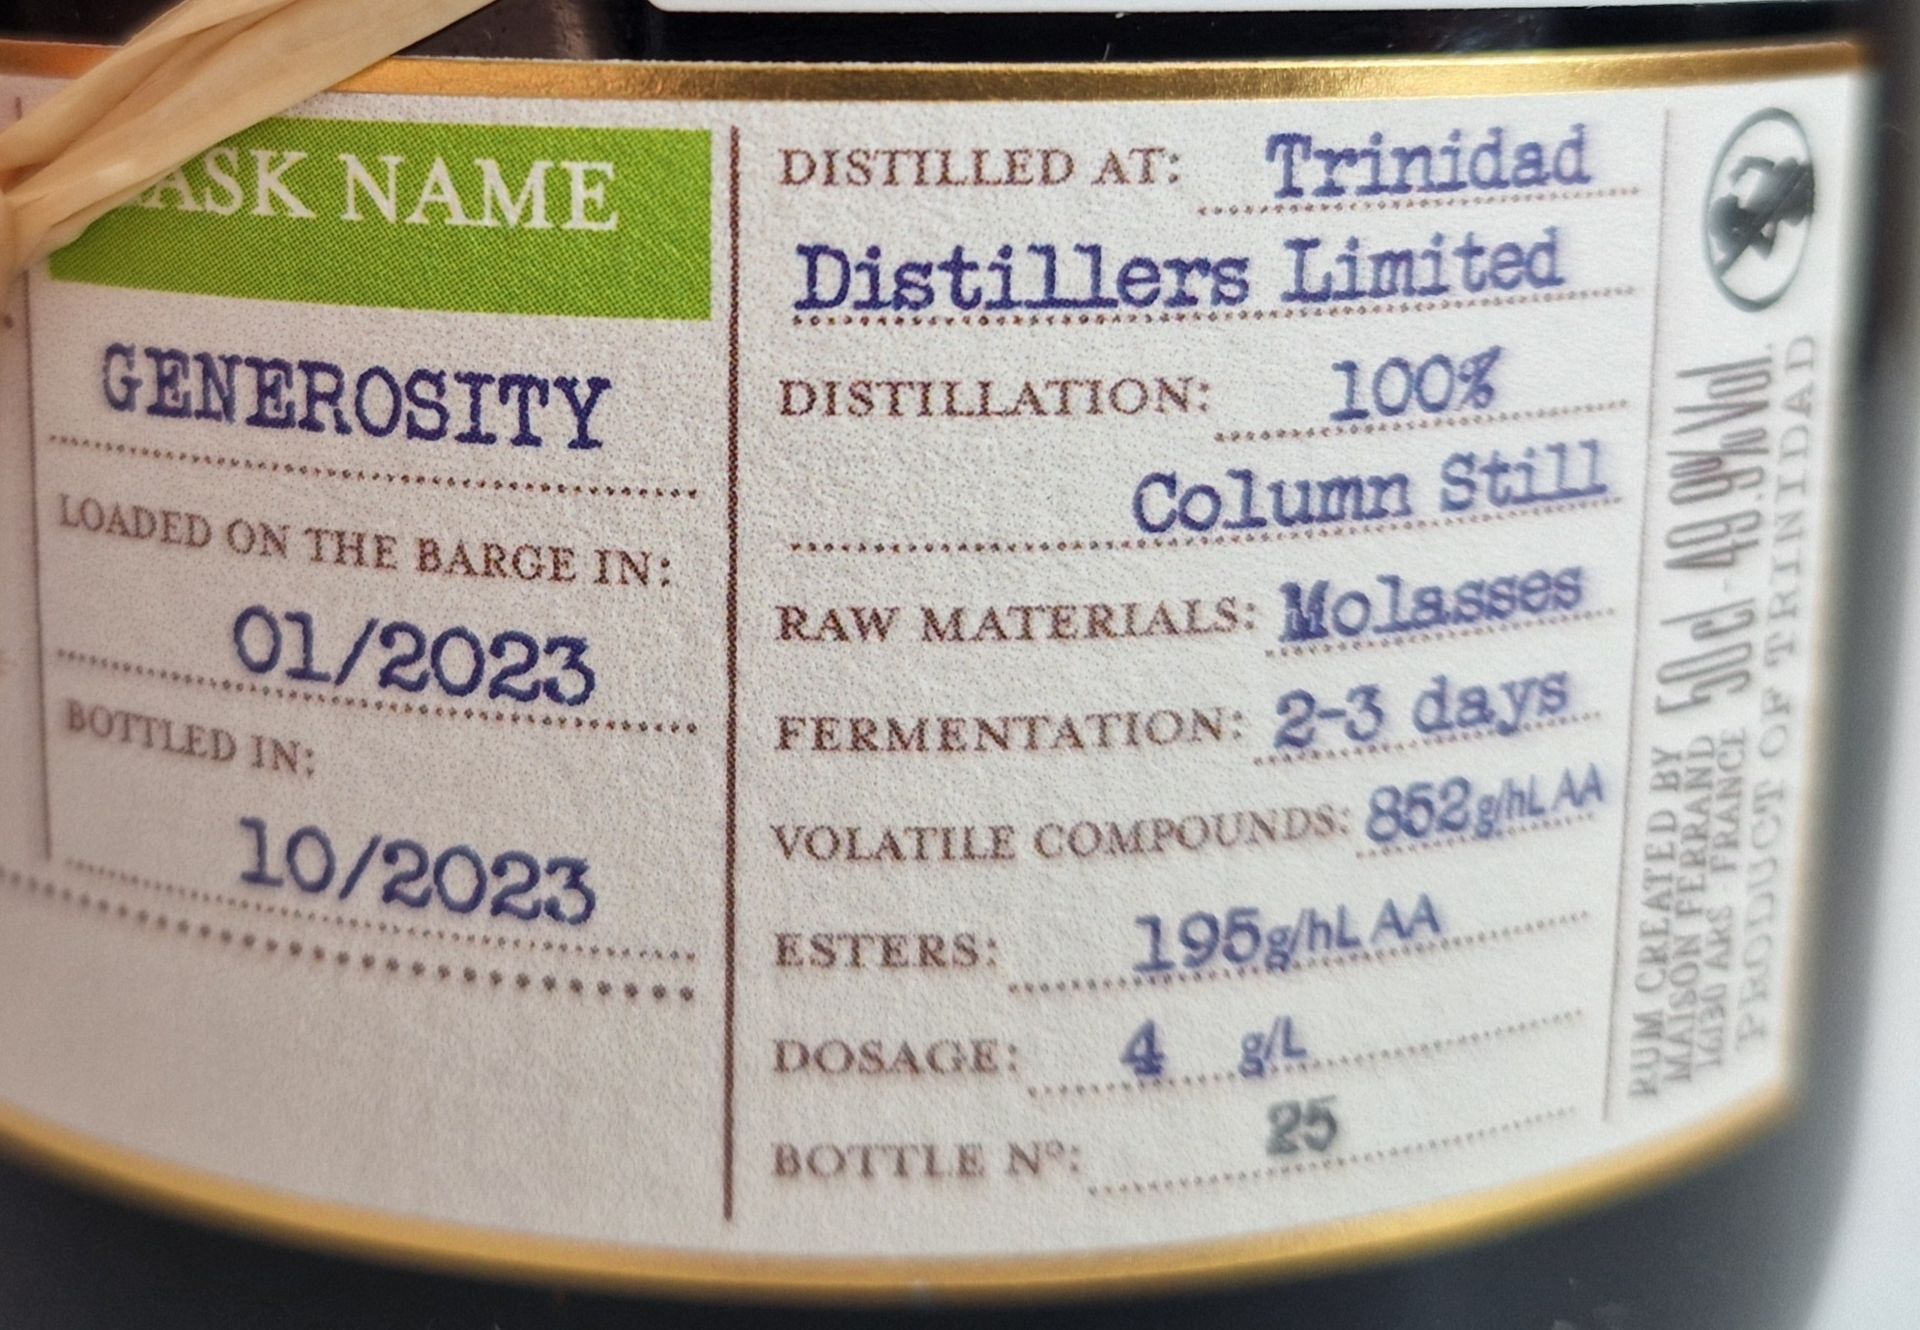 CASK NAME
GENEROSITY
LOADED ON THE BARGE IN:
01/2023
BOTTLED IN:
10/2023
DISTILLED AT: Trinidad
Distillers Limited
DISTILLATION: 100%
Column Still
RAW MATERIALS: Molasses
FERMENTATION: 2-3 days
VOLATILE COMPOUNDS: 852g/hL AA
ESTERS: 195g/hL AA
DOSAGE: 4 g/L
BOTTLE Nº: 25
RUM CREATED BY
MAISON FERRAND
16130 ARS - FRANCE
50cl - 49.9%Vol.
PRODUCT OF TRINIDAD